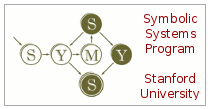 S
S Y M Y
S
Symbolic
Systems
Program
Stanford
University